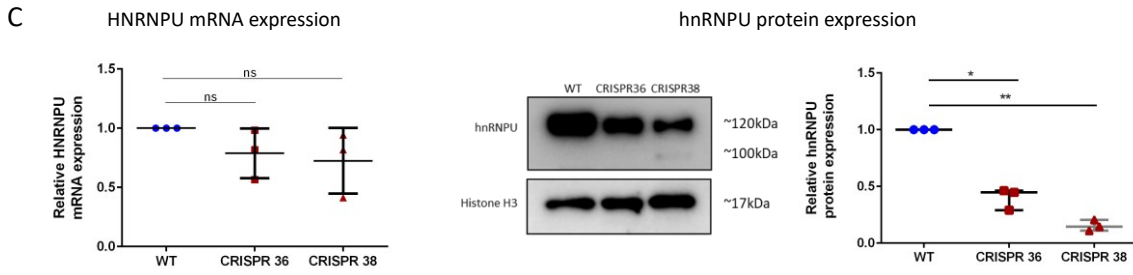 C
HNRNPU mRNA expression
hnRNPU protein expression
Relative HNRNPU
mRNA expression
1.5
1.0
0.5
0.0
ns
ns
WT
CRISPR 36
CRISPR 38
WT
CRISPR36
CRISPR38
hnRNPU
~120kDa
~100kDa
Histone H3
~17kDa
Relative hnRNPU
protein expression
1.5
1.0
0.5
0.0
*
**
WT
CRISPR 36
CRISPR 38